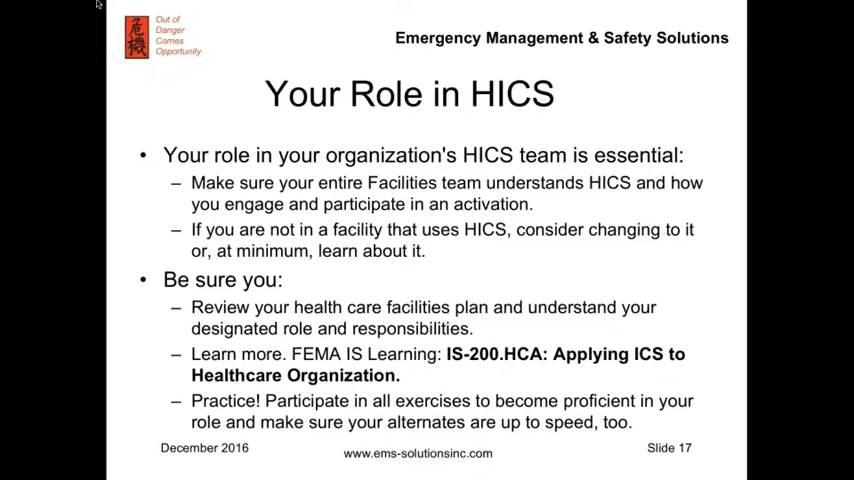 危機
Out of
Danger
Comes
Opportunity
Emergency Management & Safety Solutions
Your Role in HICS
• Your role in your organization's HICS team is essential:
– Make sure your entire Facilities team understands HICS and how
you engage and participate in an activation.
– If you are not in a facility that uses HICS, consider changing to it
or, at minimum, learn about it.
• Be sure you:
– Review your health care facilities plan and understand your
designated role and responsibilities.
– Learn more. FEMA IS Learning: IS-200.HCA: Applying ICS to
Healthcare Organization.
– Practice! Participate in all exercises to become proficient in your
role and make sure your alternates are up to speed, too.
December 2016
www.ems-solutionsinc.com
Slide 17